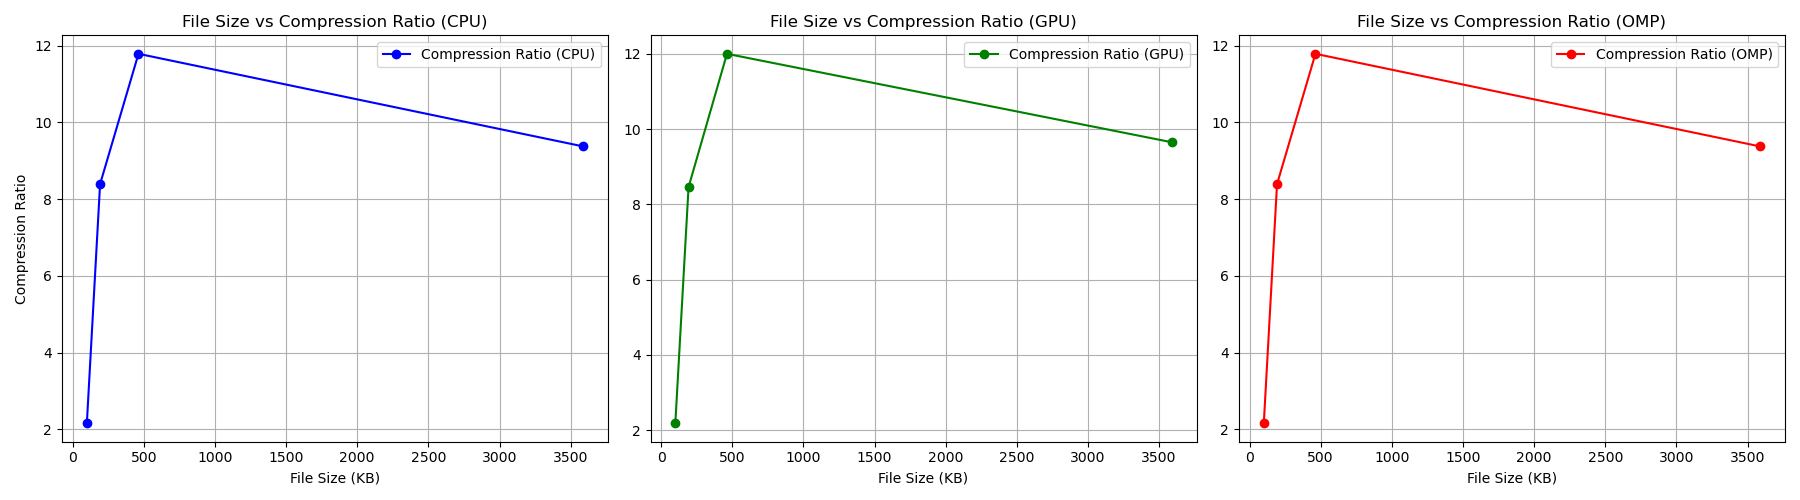 File Size vs Compression Ratio (CPU)
Compression Ratio (CPU)
12
10
8
6
4
2
Compression Ratio
0 500 1000 1500 2000 2500 3000 3500
File Size (KB)
File Size vs Compression Ratio (GPU)
Compression Ratio (GPU)
12
10
8
6
4
2
0 500 1000 1500 2000 2500 3000 3500
File Size (KB)
File Size vs Compression Ratio (OMP)
Compression Ratio (OMP)
12
10
8
6
4
2
0 500 1000 1500 2000 2500 3000 3500
File Size (KB)